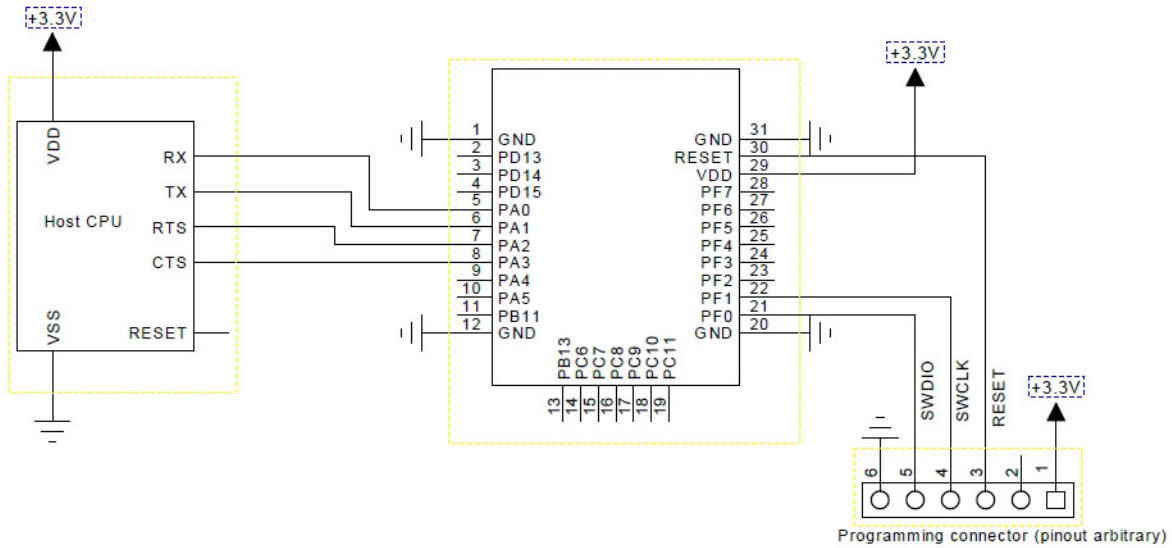 +3.3V
VDD
RX
TX
Host CPU
RTS
CTS
VSS
RESET
1 GND
2 PD13
3 PD14
4 PD15
5 PA0
6 PA1
7 PA2
8 PA3
9 PA4
10 PA5
11 PB11
12 GND
PB13 13
PC6 14
PC7 15
PC8 16
PC9 17
PC10 18
PC11 19
GND 31
RESET 30
VDD 29
PF7 28
PF6 27
PF5 26
PF4 25
PF3 24
PF2 23
PF1 22
PF0 21
GND 20
+3.3V
SWDIO
SWCLK
RESET
+3.3V
6 5 4 3 2 1
Programming connector (pinout arbitrary)